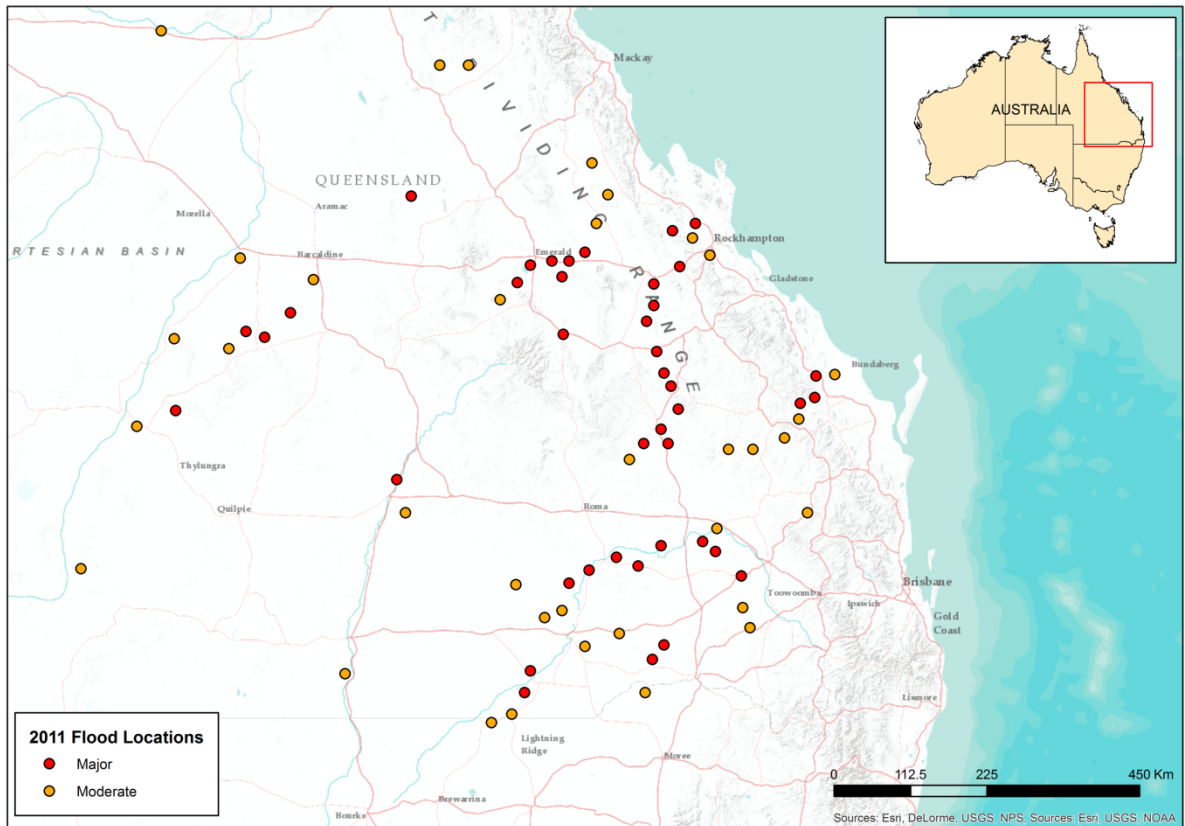 Mackay
T DIVIDING RANGE
AUSTRALIA
QUEENSLAND
Aramac
Morella
RTESIAN BASIN
Barcaldine
Emerald
Rockhampton
Gladstone
Bundaberg
Thylungra
Quilpie
Roma
Brisbane
Toowoomba
Ipswich
Gold
Coast
Lismore
2011 Flood Locations
Major
Moderate
Lightning
Ridge
Moree
Brewarrina
Bourke
0 112.5 225 450 Km
Sources: Esri, DeLorme, USGS, NPS, Sources: Esri, USGS, NOAA